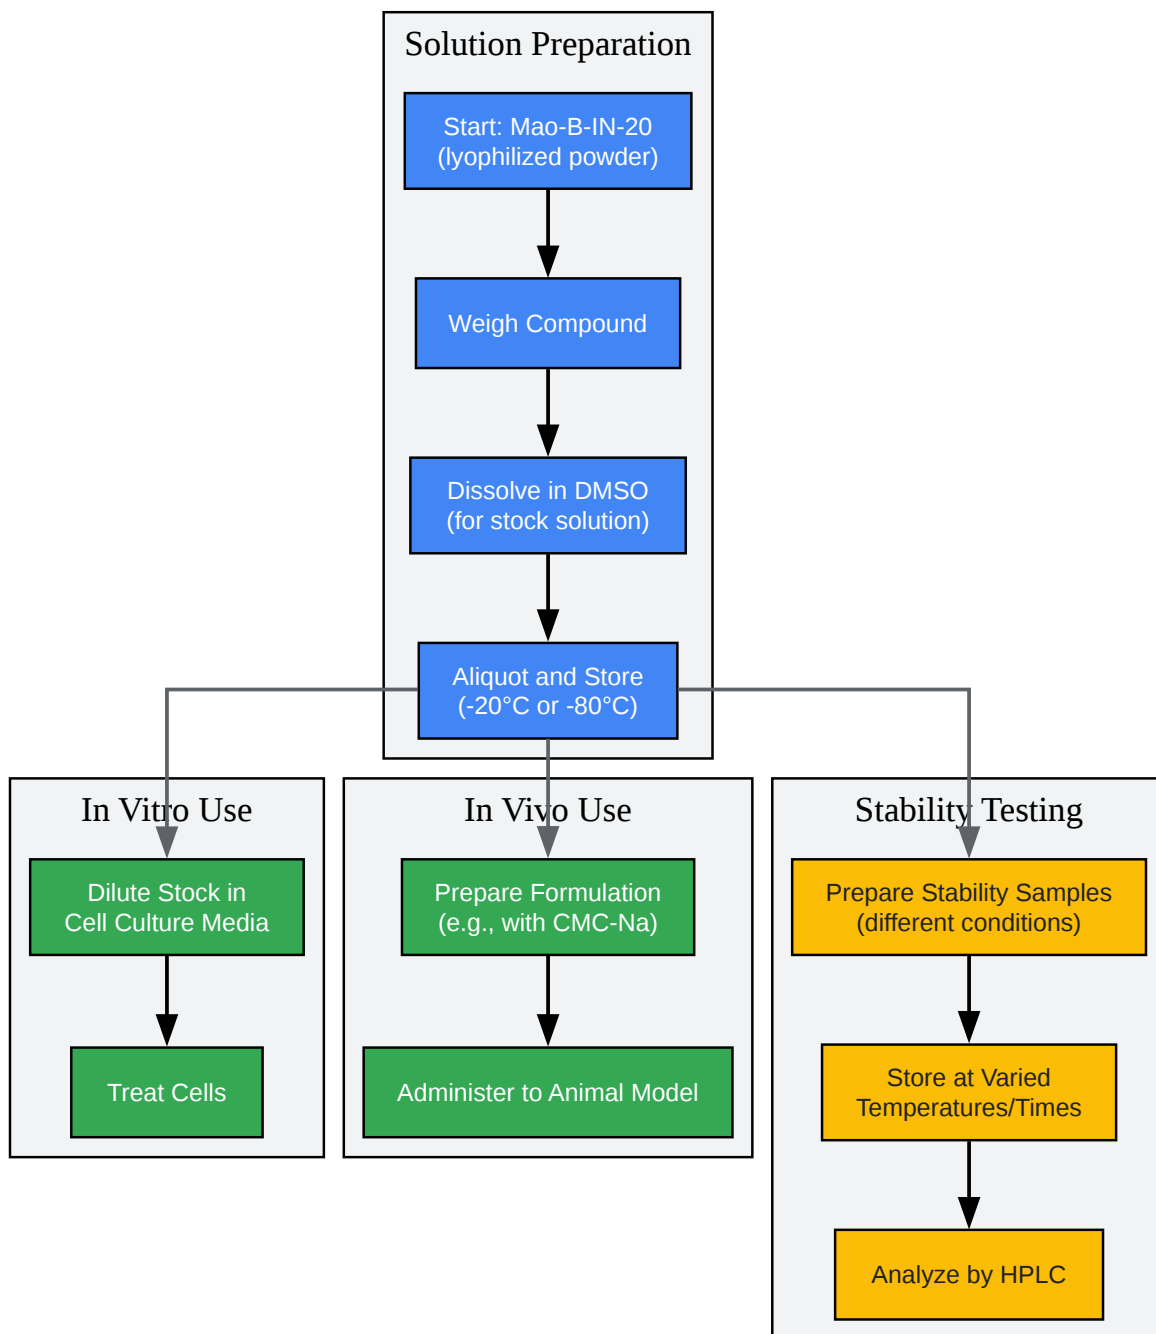 Solution Preparation
Start: Mao-B-IN-20
(lyophilized powder)
Weigh Compound
Dissolve in DMSO
(for stock solution)
Aliquot and Store
(-20°C or -80°C)
In Vitro Use
Dilute Stock in
Cell Culture Media
Treat Cells
In Vivo Use
Prepare Formulation
(e.g., with CMC-Na)
Administer to Animal Model
Stability Testing
Prepare Stability Samples
(different conditions)
Store at Varied
Temperatures/Times
Analyze by HPLC